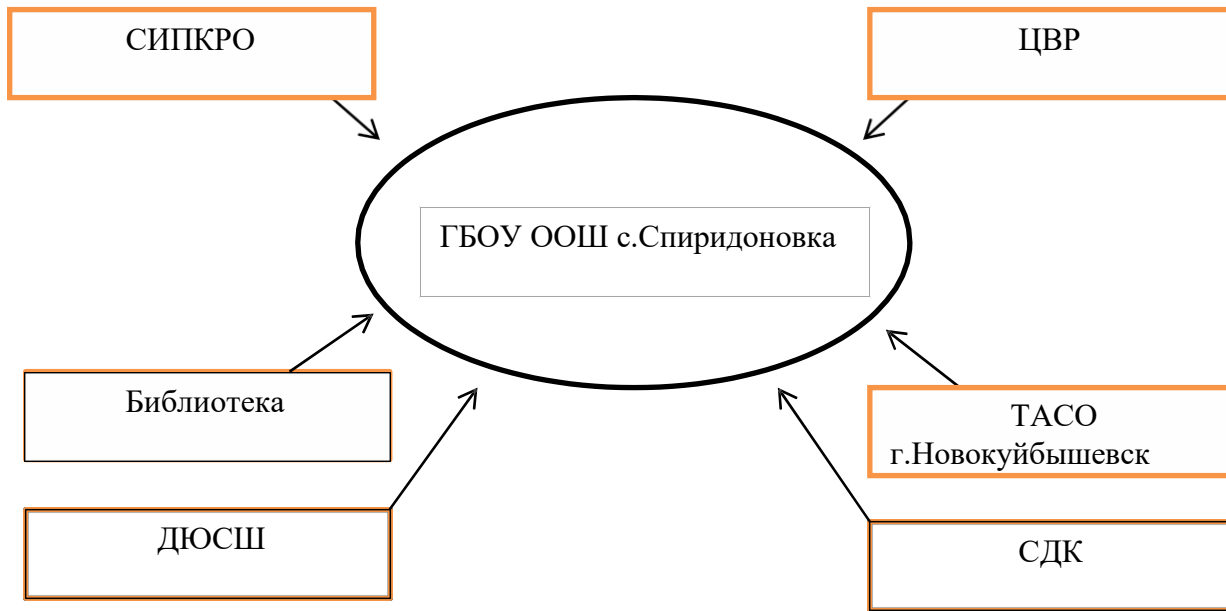 СИПКРО
ЦВР
ГБОУ ООШ с.Спиридоновка
Библиотека
ТАСО
г.Новокуйбышевск
ДЮСШ
СДК